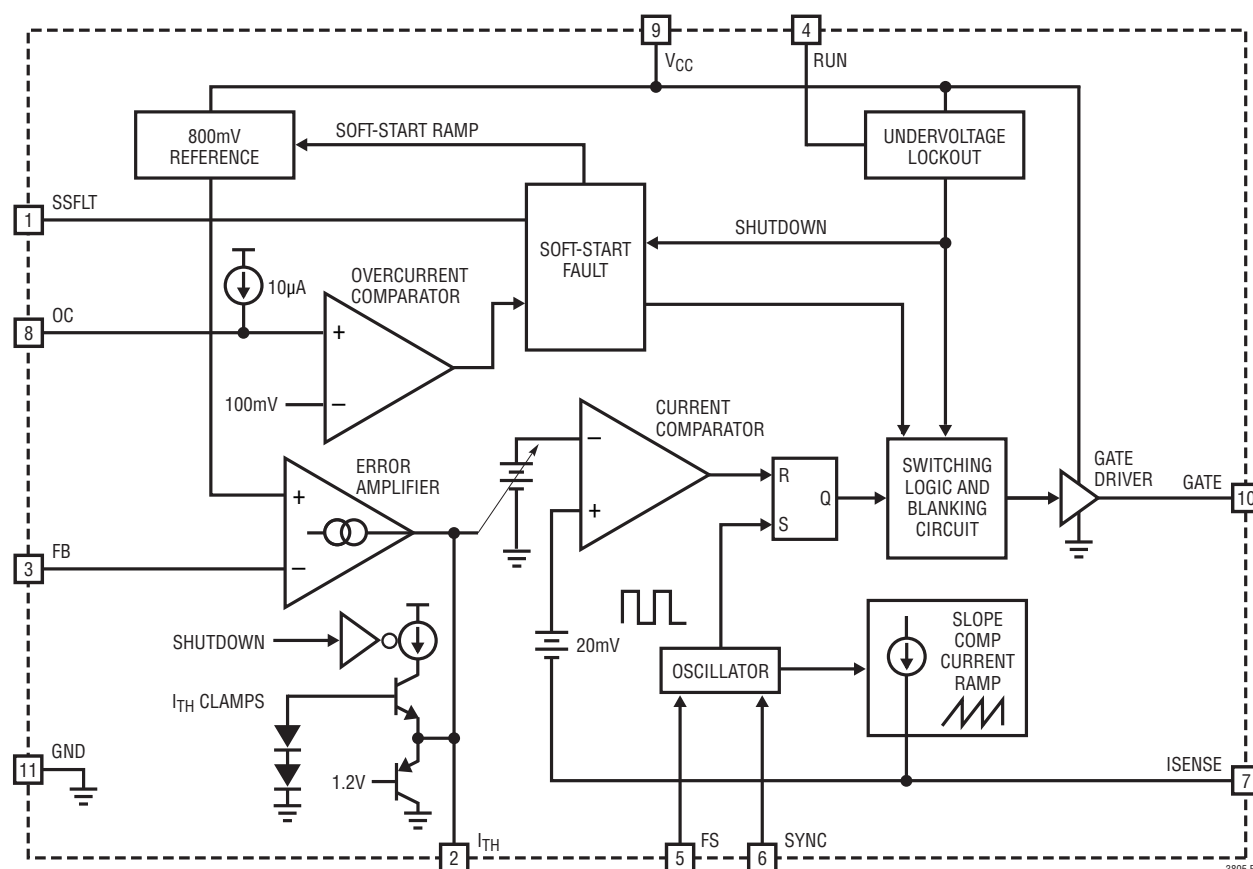 9
4
VCC
RUN
800mV
REFERENCE
SOFT-START RAMP
UNDERVOLTAGE
LOCKOUT
1
SSFLT
SOFT-START
FAULT
SHUTDOWN
10µA
OVERCURRENT
COMPARATOR
8
OC
+
100mV
–
CURRENT
COMPARATOR
–
+
ERROR
AMPLIFIER
+
–
3
FB
R
S
Q
SWITCHING
LOGIC AND
BLANKING
CIRCUIT
GATE
DRIVER
GATE
10
SHUTDOWN
20mV
OSCILLATOR
SLOPE
COMP
CURRENT
RAMP
ITH CLAMPS
1.2V
11
GND
ISENSE
7
2
ITH
5
FS
6
SYNC